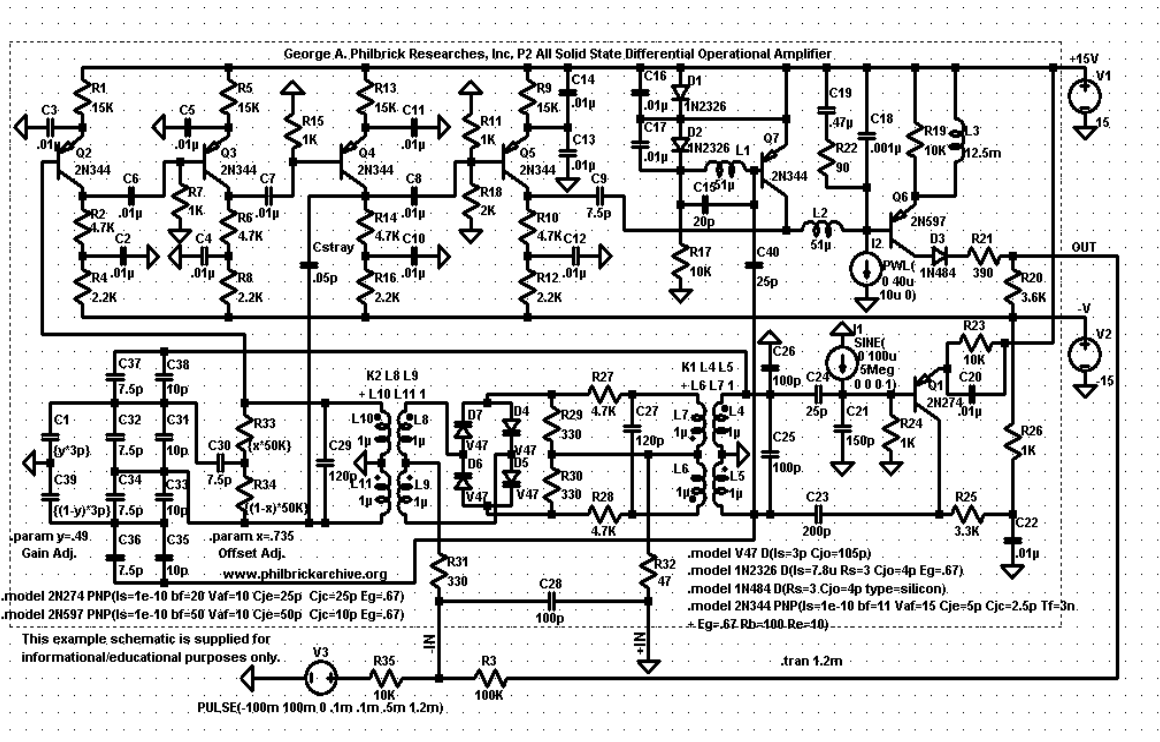 George A. Philbrick Researches, Inc, P2 All Solid State Differential Operational Amplifier
+15V
V1
15
R1
15K
C3
.01µ
Q2
2N344
R2
4.7K
C2
.01µ
R4
2.2K
C6
.01µ
C5
.01µ
R5
15K
Q3
2N344
R7
1K
R6
4.7K
C4
.01µ
R8
2.2K
C7
.01µ
R15
1K
R13
15K
C11
.01µ
Q4
2N344
C8
.01µ
R14
4.7K
C10
.01µ
R16
2.2K
Cstray
.05p
R11
1K
R18
2K
R9
15K
Q5
2N344
C14
.01µ
C13
.01µ
C9
7.5p
R10
4.7K
C12
.01µ
R12
2.2K
C16
.01µ
D1
1N2326
C17
.01µ
D2
1N2326
L1
51µ
Q7
2N344
C15
20p
R17
10K
C40
25p
C19
.47µ
R22
90
C18
.001µ
L2
51µ
R19
10K
L3
12.5m
Q6
2N597
I2
PWL(
0 40u
10u 0)
D3
1N484
R21
390
OUT
R20
3.6K
-V
V2
-15
C37
7.5p
C38
10p
C1
{y*3p}
C32
7.5p
C31
10p
C39
{(1-y)*3p}
C34
7.5p
C33
10p
C36
7.5p
C35
10p
C30
7.5p
R33
{x*50K}
R34
{(1-x)*50K}
C29
120p
K2 L8 L9
+ L10 L11 1
L10
1µ
L8
1µ
L11
1µ
L9
1µ
D7
V47
D4
V47
D6
V47
D5
V47
R27
4.7K
R29
330
R30
330
R28
4.7K
C27
120p
K1 L4 L5
+ L6 L7 1
L7
1µ
L4
1µ
L6
1µ
L5
1µ
C26
100p
C25
100p
C24
25p
C23
200p
I1
SINE(
0 100u
5Meg
0 0 0 1)
C21
150p
R24
1K
Q1
2N274
R23
10K
C20
.01µ
R25
3.3K
R26
1K
C22
.01µ
.param y=.49
Gain Adj.
.param x=.735
Offset Adj.
www.philbrickarchive.org
.model 2N274 PNP(Is=1e-10 bf=20 Vaf=10 Cje=25p Cjc=25p Eg=.67)
.model 2N597 PNP(Is=1e-10 bf=50 Vaf=10 Cje=50p Cjc=10p Eg=.67)
R31
330
C28
100p
R32
47
.model V47 D(Is=3p Cjo=105p)
.model 1N2326 D(Is=7.8u Rs=3 Cjo=4p Eg=.67)
.model 1N484 D(Rs=3 Cjo=4p type=silicon)
.model 2N344 PNP(Is=1e-10 bf=11 Vaf=15 Cje=5p Cjc=2.5p Tf=3n
+ Eg=.67 Rb=100 Re=10)
This example schematic is supplied for
informational/educational purposes only.
-IN
+IN
V3
PULSE(-100m 100m 0 .1m .1m .5m 1.2m)
R35
10K
R3
100K
.tran 1.2m